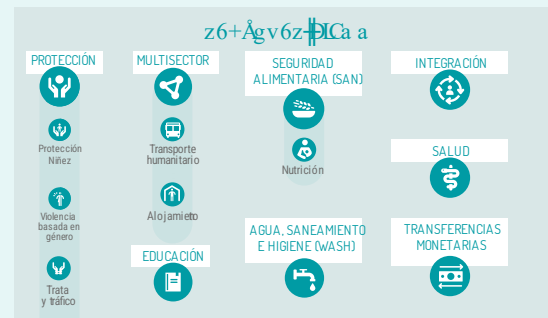 PROTECCIÓN
Protección
Niñez
Violencia
basada en
género
Trata
y tráfico
MULTISECTOR
Transporte
humanitario
Alojamiento
EDUCACIÓN
SEGURIDAD
ALIMENTARIA (SAN)
Nutrición
AGUA, SANEAMIENTO
E HIGIENE (WASH)
INTEGRACIÓN
SALUD
TRANSFERENCIAS
MONETARIAS